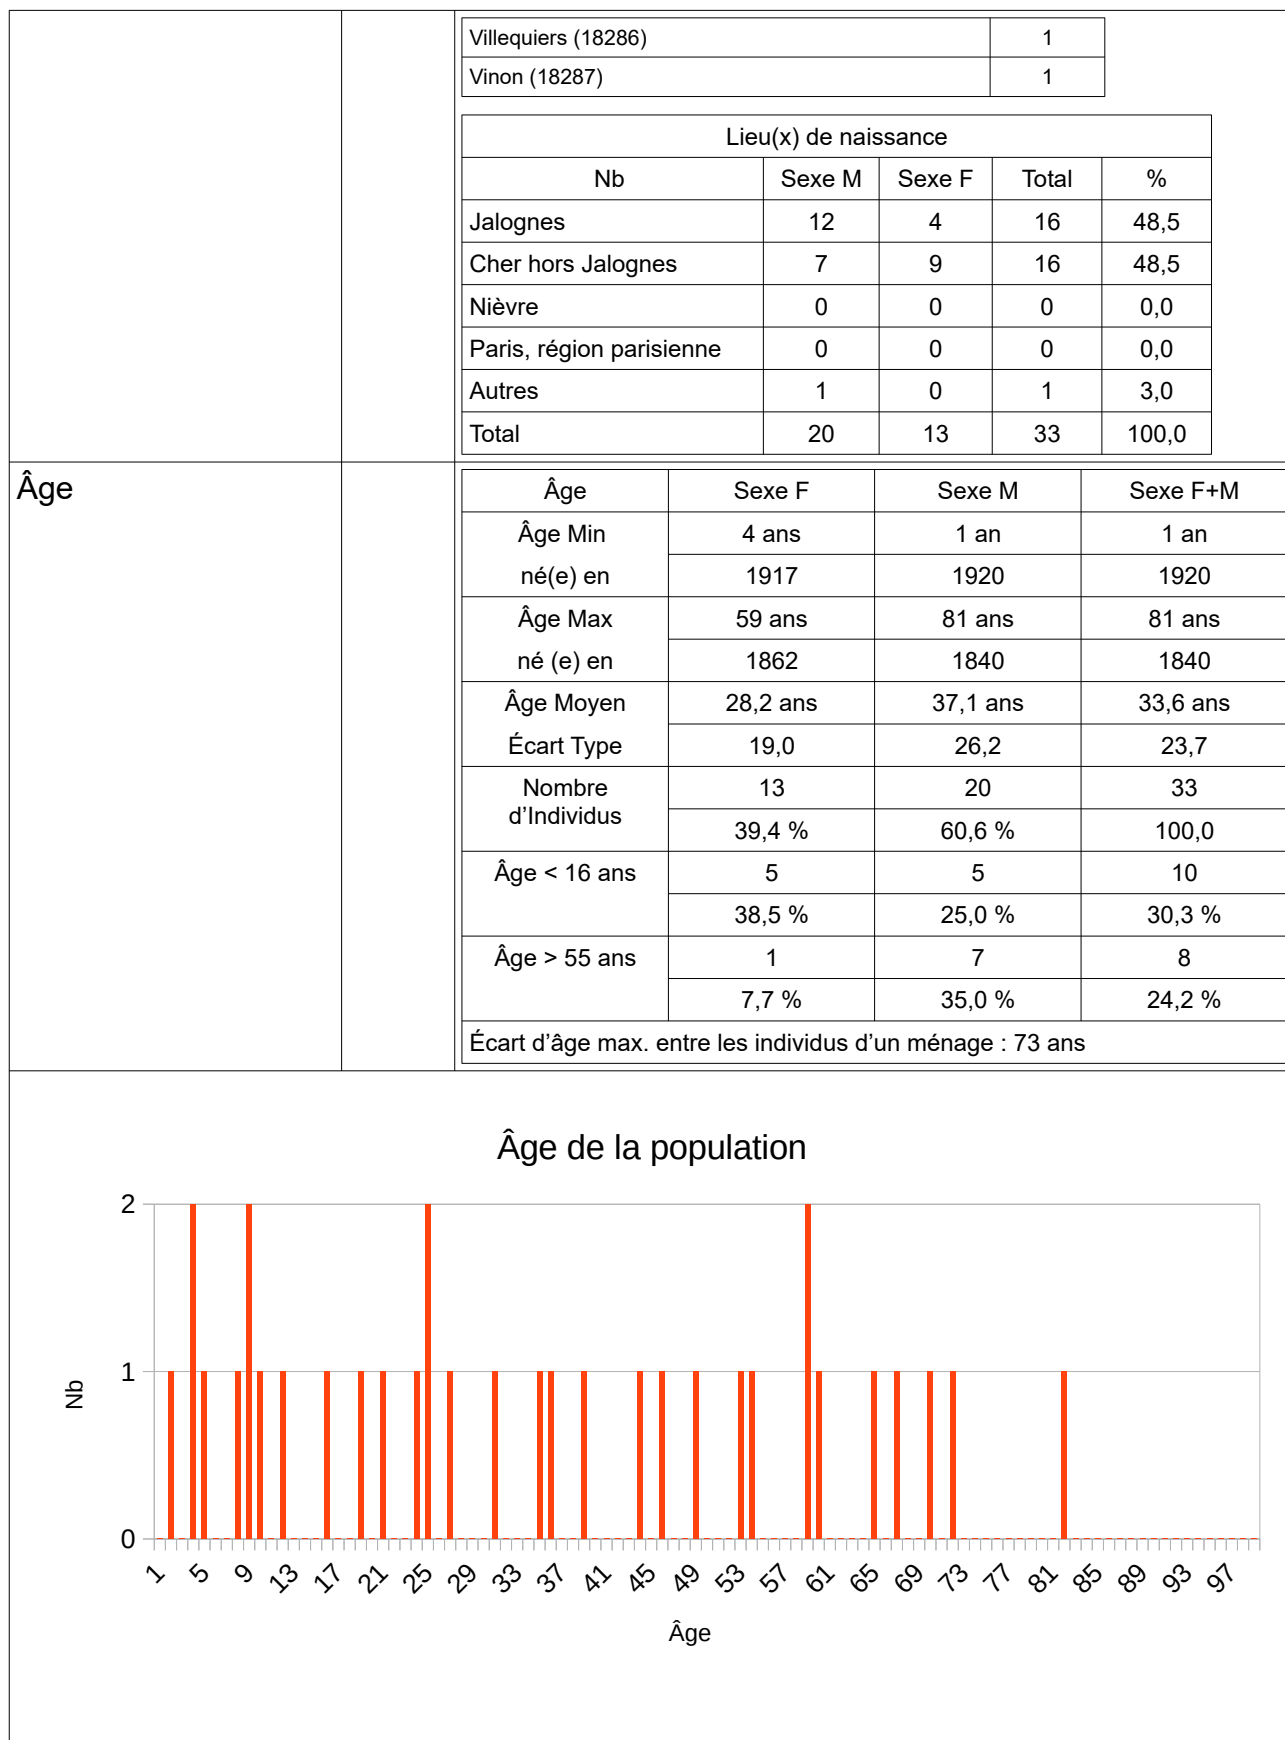 Villequiers (18286) 1
Vinon (18287) 1
Lieu(x) de naissance
Nb Sexe M Sexe F Total %
Jalognes 12 4 16 48,5
Cher hors Jalognes 7 9 16 48,5
Nièvre 0 0 0 0,0
Paris, région parisienne 0 0 0 0,0
Autres 1 0 1 3,0
Total 20 13 33 100,0
Âge
Âge Sexe F Sexe M Sexe F+M
Âge Min 4 ans 1 an 1 an
né(e) en 1917 1920 1920
Âge Max 59 ans 81 ans 81 ans
né (e) en 1862 1840 1840
Âge Moyen 28,2 ans 37,1 ans 33,6 ans
Écart Type 19,0 26,2 23,7
Nombre d’Individus 13 20 33
39,4 % 60,6 % 100,0
Âge < 16 ans 5 5 10
38,5 % 25,0 % 30,3 %
Âge > 55 ans 1 7 8
7,7 % 35,0 % 24,2 %
Écart d’âge max. entre les individus d’un ménage : 73 ans
Âge de la population
2
1
0
Nb
1 5 9 13 17 21 25 29 33 37 41 45 49 53 57 61 65 69 73 77 81 85 89 93 97
Âge